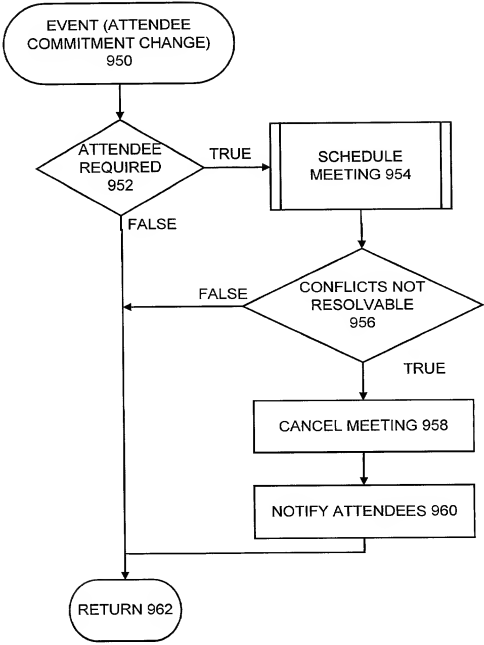 EVENT (ATTENDEE
COMMITMENT CHANGE)
950
ATTENDEE
REQUIRED
952
TRUE
SCHEDULE
MEETING 954
FALSE
CONFLICTS NOT
RESOLVABLE
956
FALSE
TRUE
CANCEL MEETING 958
NOTIFY ATTENDEES 960
RETURN 962